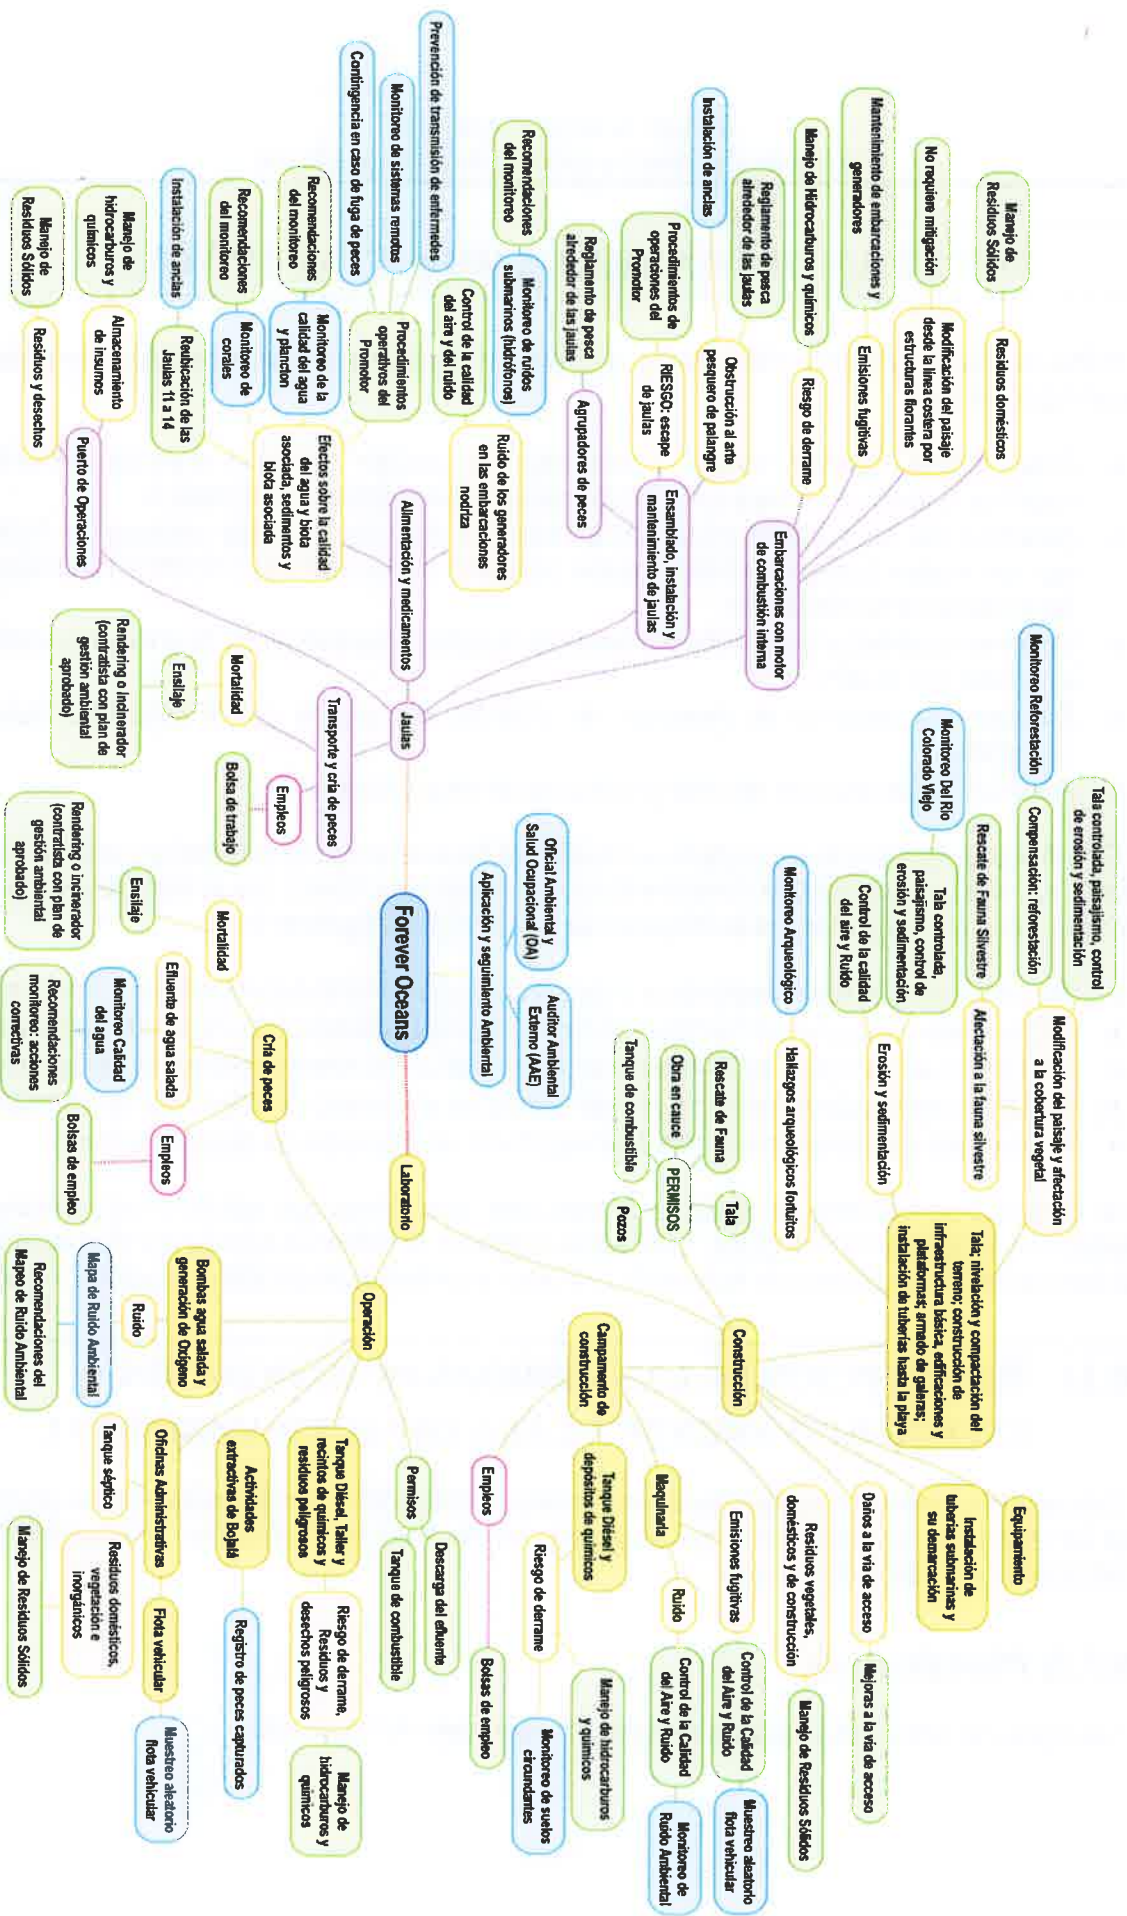 Manejo de
Residuos Sólidos
Residuos domésticos
No requiere mitigación
Modificación del paisaje
desde la línea costera por
estructuras florantes
Mantenimiento de embarcaciones y
generadores
Emisiones fugitivas
Manejo de Hidrocarburos y químicos
Riesgo de derrame
Embarcaciones con motor
de combustión interna
Reglamento de pesca
alrededor de las jaulas
Instalación de anclas
Obstrucción al arte
pesquero de palangre
Procedimientos de
operaciones del
Promotor
RIESGO: escape
de jaulas
Ensamblado, instalación y
mantenimiento de jaulas
Reglamento de pesca
alrededor de las jaulas
Agrupadores de peces
Recomendaciones
del monitoreo
Monitoreo de ruidos
submarinos (hidrófonos)
Control de la calidad
del aire y del ruido
Ruido de los generadores
en las embarcaciones
nodriza
Prevención de transmisión de enfermedes
Monitoreo de sistemas remotos
Contingencia en caso de fuga de peces
Procedimientos
operativos del
Promotor
Recomendaciones
del monitoreo
Monitoreo de la
calidad del agua
y plancton
Recomendaciones
del monitoreo
Monitoreo de
corales
Instalación de anclas
Reubicación de las
Jaulas 11 a 14
Efectos sobre la calidad
del agua y biota
asociada, sedimentos y
biota asociada
Alimentación y medicamentos
Manejo de
hidrocarburos y
químicos
Almacenamiento
de insumos
Manejo de
Residuos Sólidos
Residuos y desechos
Puerto de Operaciones
Jaulas
Transporte y cría de peces
Mortalidad
Ensilaje
Rendering o Incinerador
(contratista con plan de
gestión ambiental
aprobado)
Empleos
Bolsa de trabajo
Forever Oceans
Oficial Ambiental y
Salud Ocupacional (OA)
Auditor Ambiental
Externo (AAE)
Aplicación y seguimiento Ambiental
Laboratorio
Tala controlada, paisajismo, control
de erosión y sedimentación
Monitoreo Reforestación
Compensación: reforestación
Modificación del paisaje y afectación
a la cobertura vegetal
Rescate de Fauna Silvestre
Afectación a la fauna silvestre
Monitoreo Del Río
Colorado Viejo
Tala controlada,
paisajismo, control de
erosión y sedimentación
Control de la calidad
del aire y Ruido
Erosión y sedimentación
Monitoreo Arqueológico
Hallazgos arqueológicos fortuitos
Tala; nivelación y compactación del
terreno; construcción de
infraestructura básica, edificaciones y
plataformas; armado de galeras;
instalación de tuberías hasta la playa
Rescate de Fauna
Obra en cauce
Tanque de combustible
PERMISOS
Tala
Pozos
Construcción
Equipamiento
Instalación de
tuberías submarinas y
su demarcación
Daños a la vía de acceso
Mejoras a la vía de acceso
Residuos vegetales,
domésticos y de construcción
Manejo de Residuos Sólidos
Campamento de
construcción
Maquinaria
Emisiones fugitivas
Control de la Calidad
del Aire y Ruido
Muestreo aleatorio
flota vehicular
Ruido
Control de la Calidad
del Aire y Ruido
Monitoreo de
Ruido Ambiental
Tanque Diésel y
depósitos de químicos
Riesgo de derrame
Manejo de hidrocarburos
y químicos
Monitoreo de suelos
circundantes
Empleos
Bolsas de empleo
Operación
Permisos
Descarga del efluente
Tanque de combustible
Tanque Diésel, Taller y
recintos de químicos y
residuos peligrosos
Riesgo de derrame,
Residuos y
desechos peligrosos
Manejo de
hidrocarburos y
químicos
Actividades
extractivas de Bojalá
Registro de peces capturados
Oficinas Administrativas
Tanque séptico
Residuos domésticos,
vegetación e
inorgánicos
Manejo de Residuos Sólidos
Flota vehicular
Muestreo aleatorio
flota vehicular
Bombas agua salada y
generación de Oxígeno
Ruido
Mapa de Ruido Ambiental
Recomendaciones del
Mapeo de Ruido Ambiental
Cría de peces
Mortalidad
Ensilaje
Rendering o incinerador
(contratista con plan de
gestión ambiental
aprobado)
Efluente de agua salada
Monitoreo Calidad
del agua
Recomendaciones
monitoreo: acciones
correctivas
Empleos
Bolsas de empleo